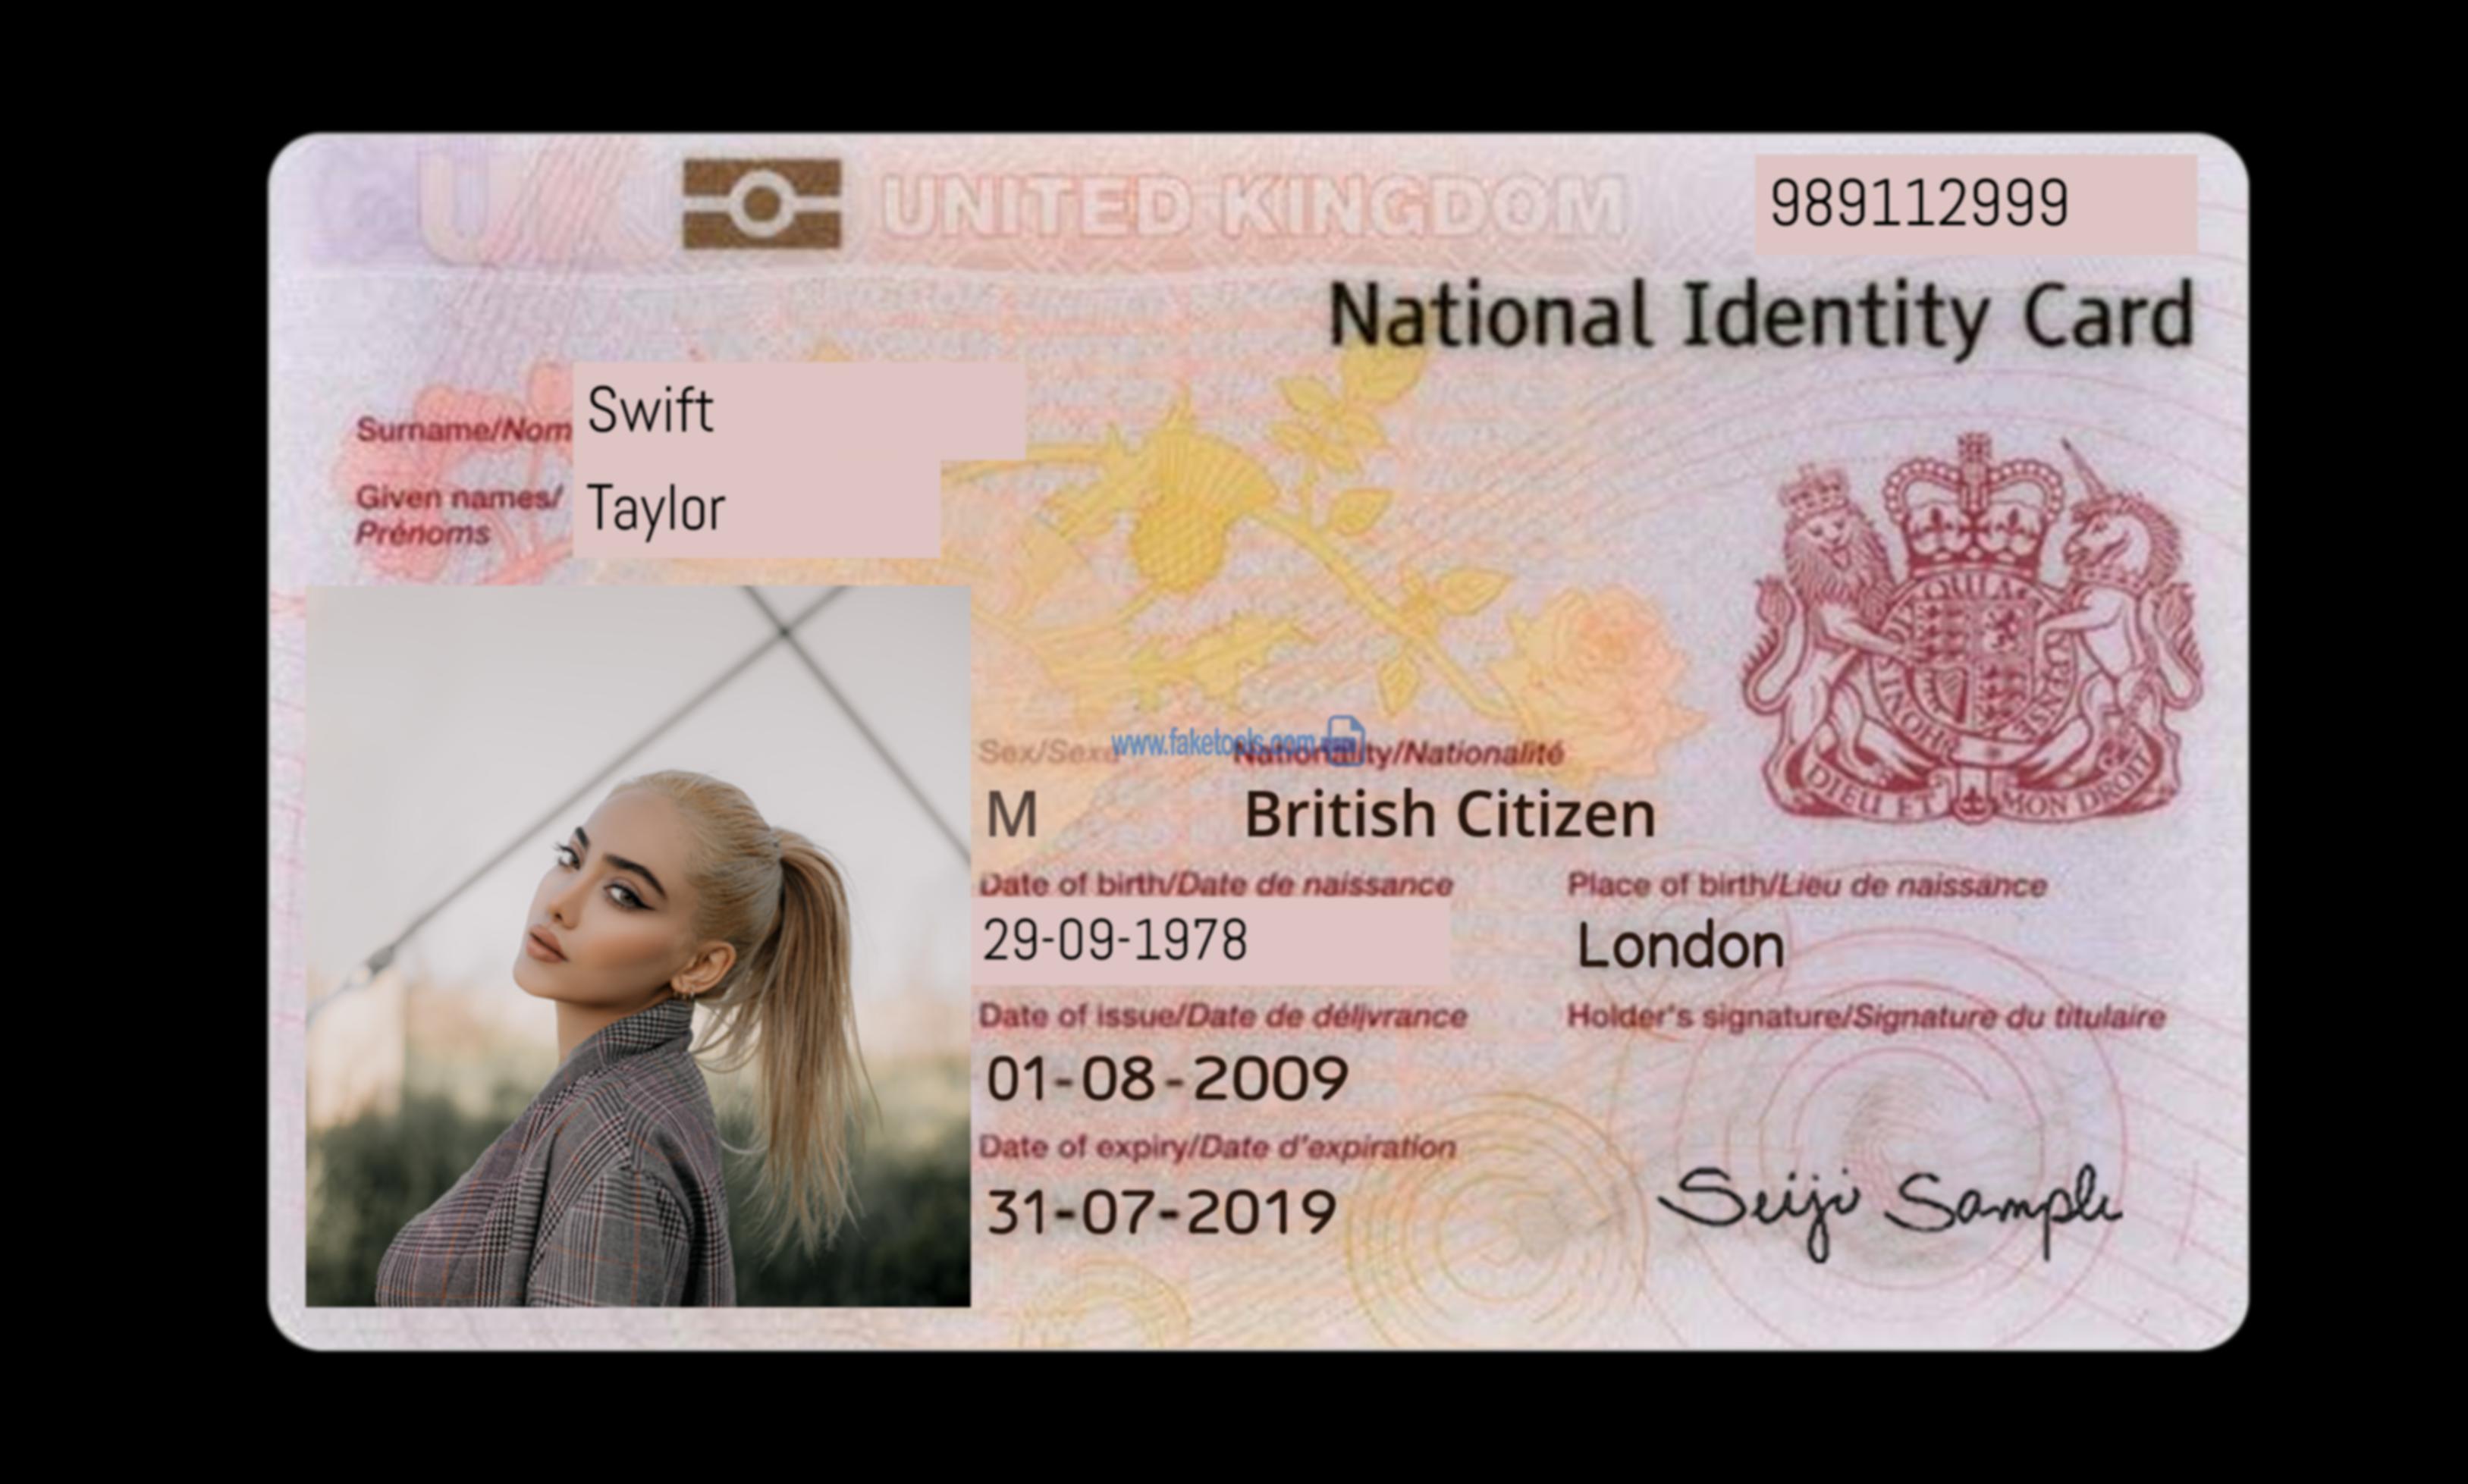 UK UNITED KINGDOM 989112999
National Identity Card
Surname/Nom Swift
Given names/ Taylor
Prénoms
www.faketools.com
Sex/Sexe Nationality/Nationalité
M British Citizen
Date of birth/Date de naissance Place of birth/Lieu de naissance
29-09-1978 London
Date of issue/Date de délivrance Holder's signature/Signature du titulaire
01-08-2009
Date of expiry/Date d'expiration
31-07-2019 Seiji Sample
DIEU ET MON DROIT